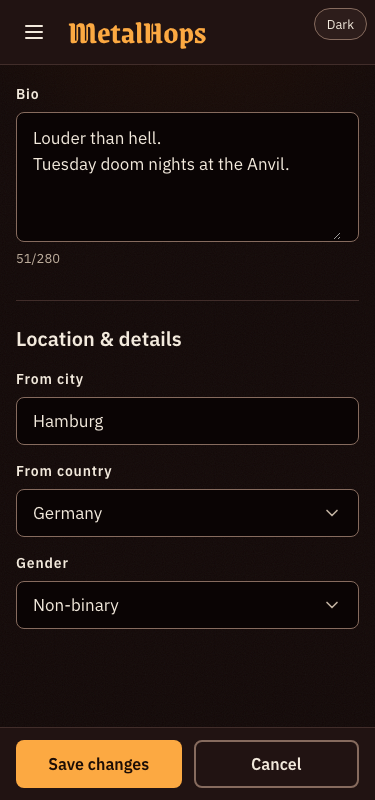 MetalHops
Dark
Bio
Louder than hell.
Tuesday doom nights at the Anvil.
51/280
Location & details
From city
Hamburg
From country
Germany
Gender
Non-binary
Save changes
Cancel